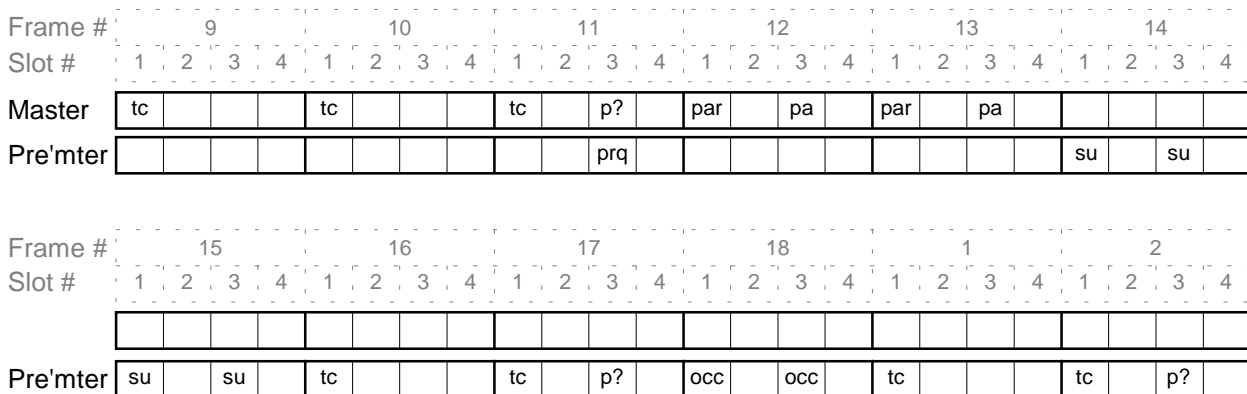 Frame # 9 10 11 12 13 14
Slot # 1 2 3 4 1 2 3 4 1 2 3 4 1 2 3 4 1 2 3 4 1 2 3 4
Master tc tc tc p? par pa par pa
Pre'mter prq su su
Frame # 15 16 17 18 1 2
Slot # 1 2 3 4 1 2 3 4 1 2 3 4 1 2 3 4 1 2 3 4 1 2 3 4
Pre'mter su su tc tc p? occ occ tc tc p?